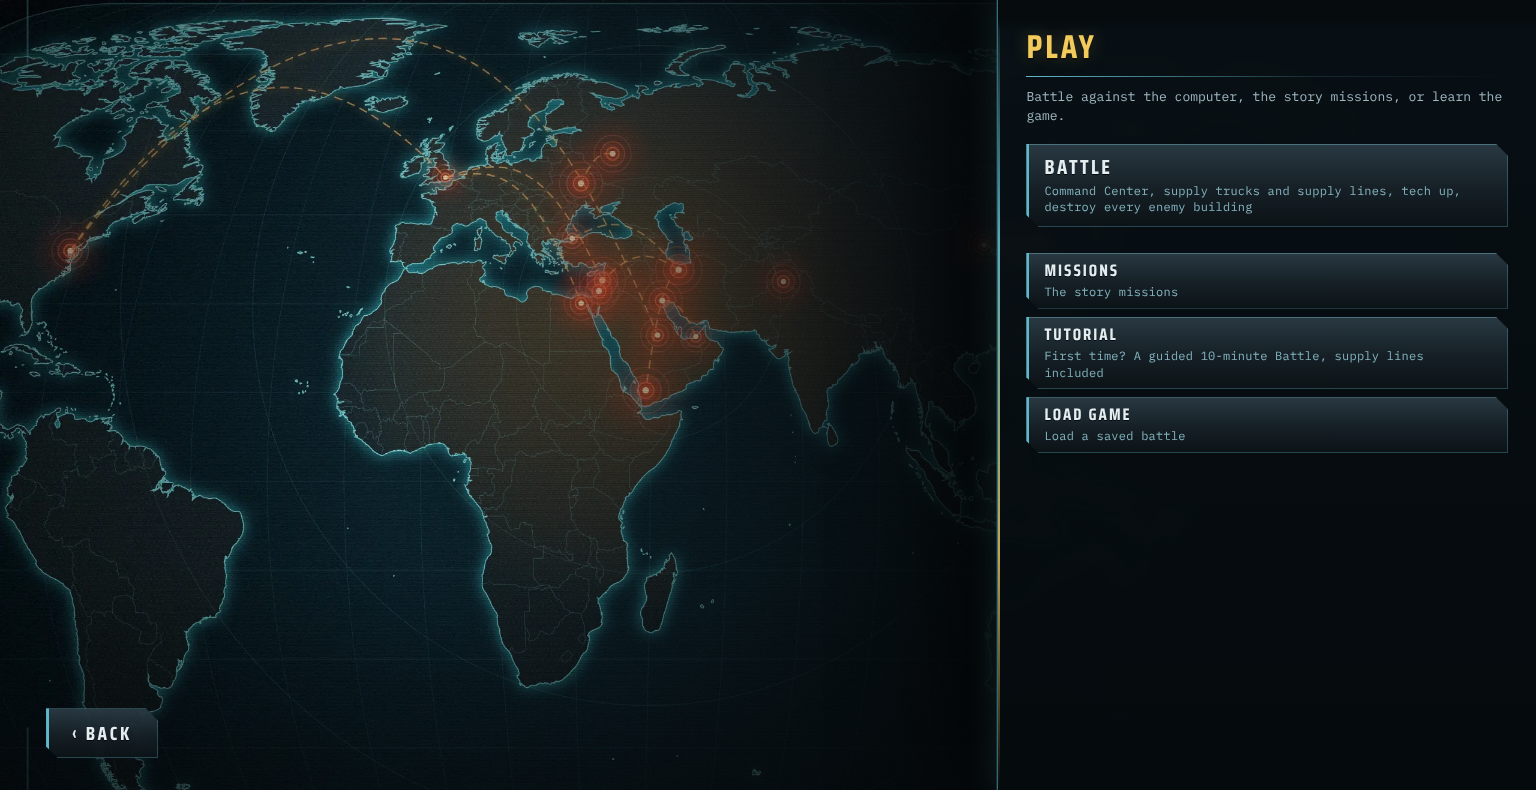 PLAY
Battle against the computer, the story missions, or learn the
game.
BATTLE
Command Center, supply trucks and supply lines, tech up,
destroy every enemy building
MISSIONS
The story missions
TUTORIAL
First time? A guided 10-minute Battle, supply lines
included
LOAD GAME
Load a saved battle
‹ BACK